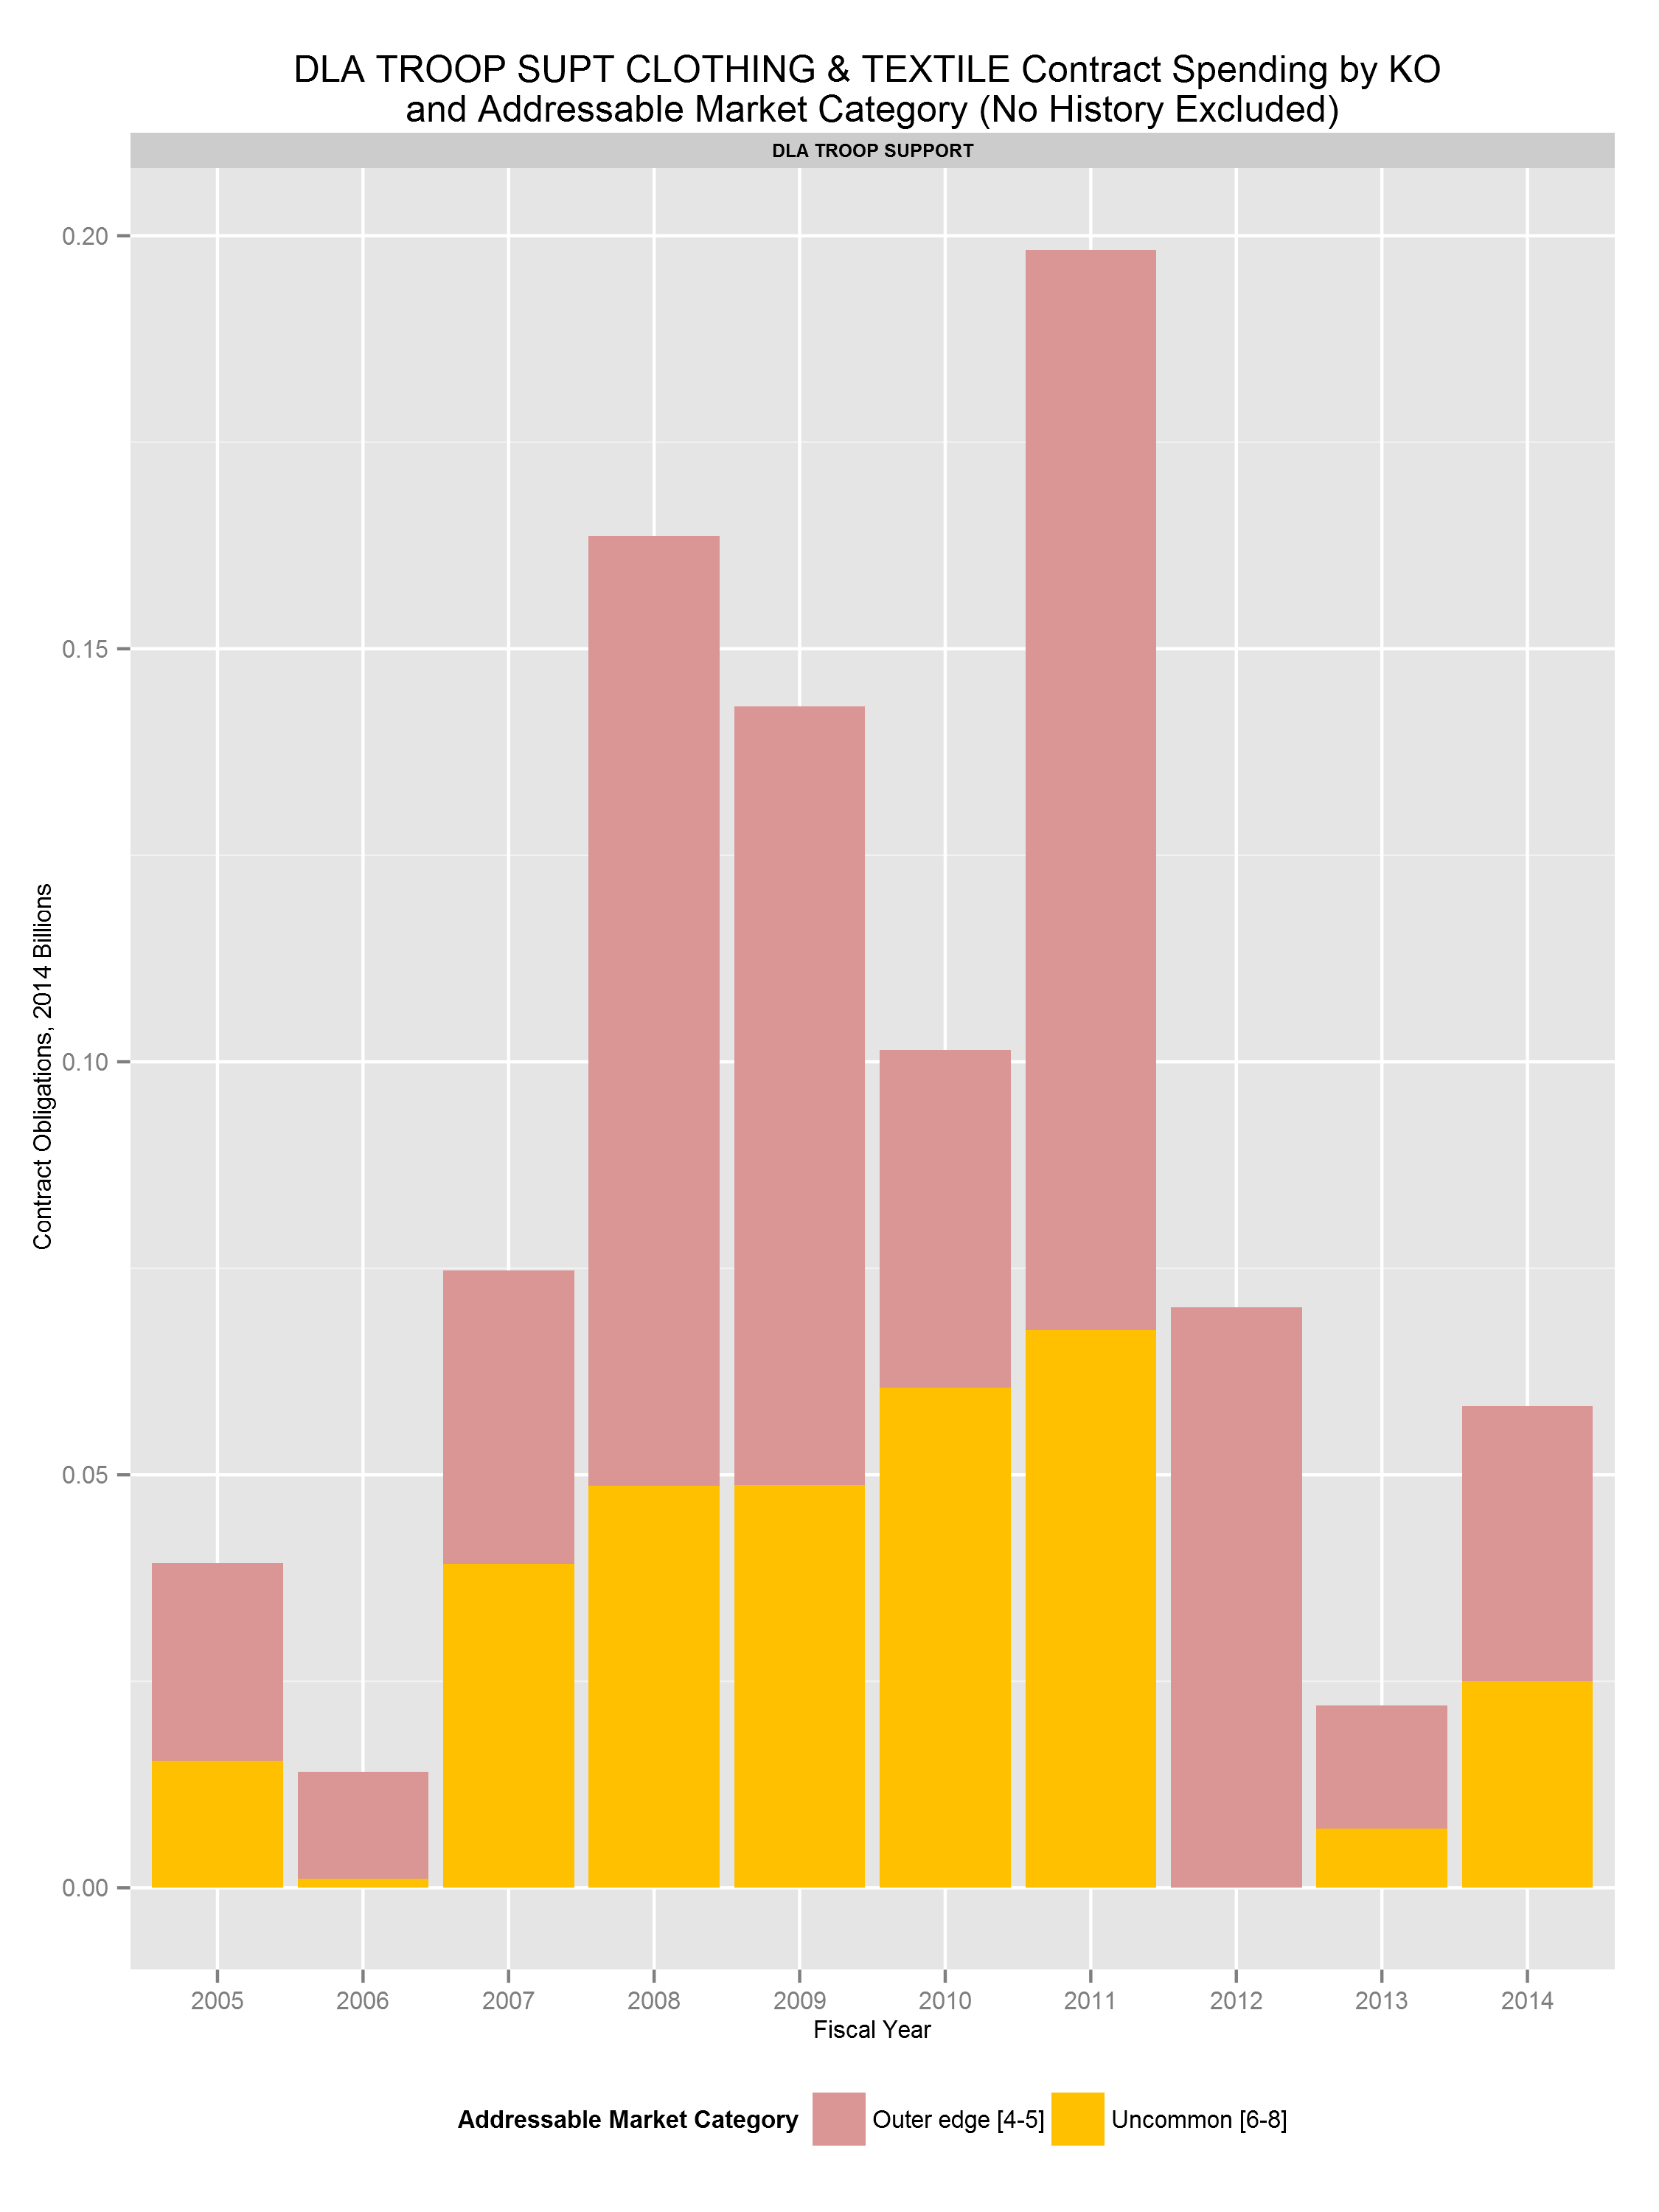 DLA TROOP SUPT CLOTHING & TEXTILE Contract Spending by KO
and Addressable Market Category (No History Excluded)
DLA TROOP SUPPORT
Contract Obligations, 2014 Billions
0.20
0.15
0.10
0.05
0.00
2005 2006 2007 2008 2009 2010 2011 2012 2013 2014
Fiscal Year
Addressable Market Category Outer edge [4-5] Uncommon [6-8]